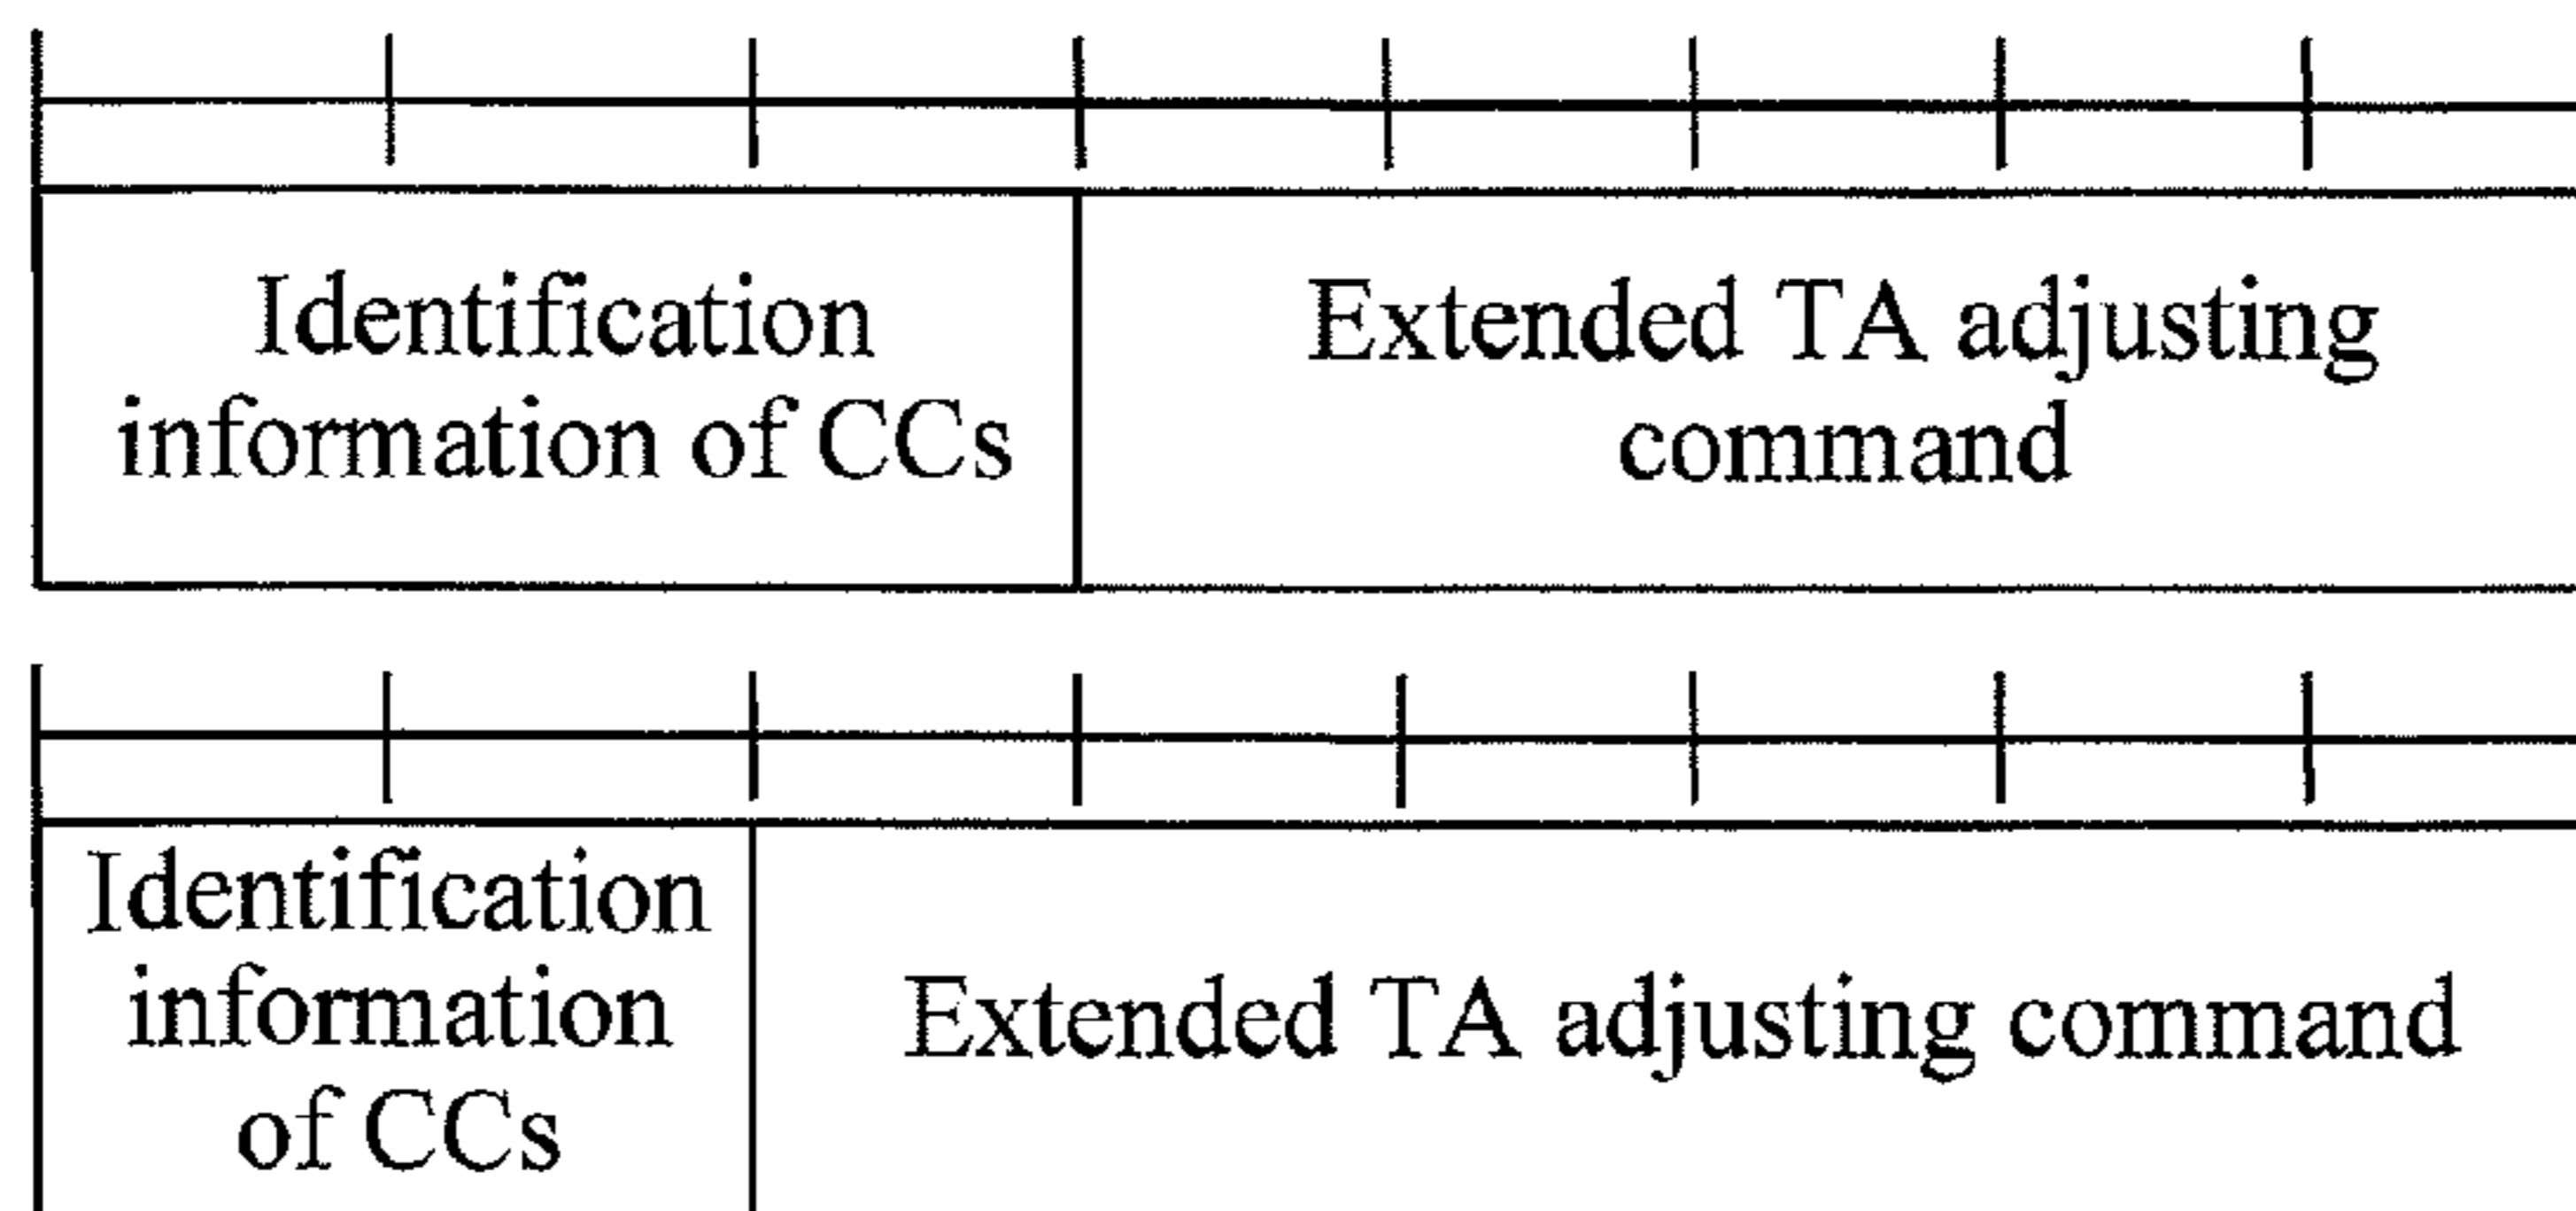 Identification
information of CCs
Extended TA adjusting
command
Identification
information
of CCs
Extended TA adjusting command